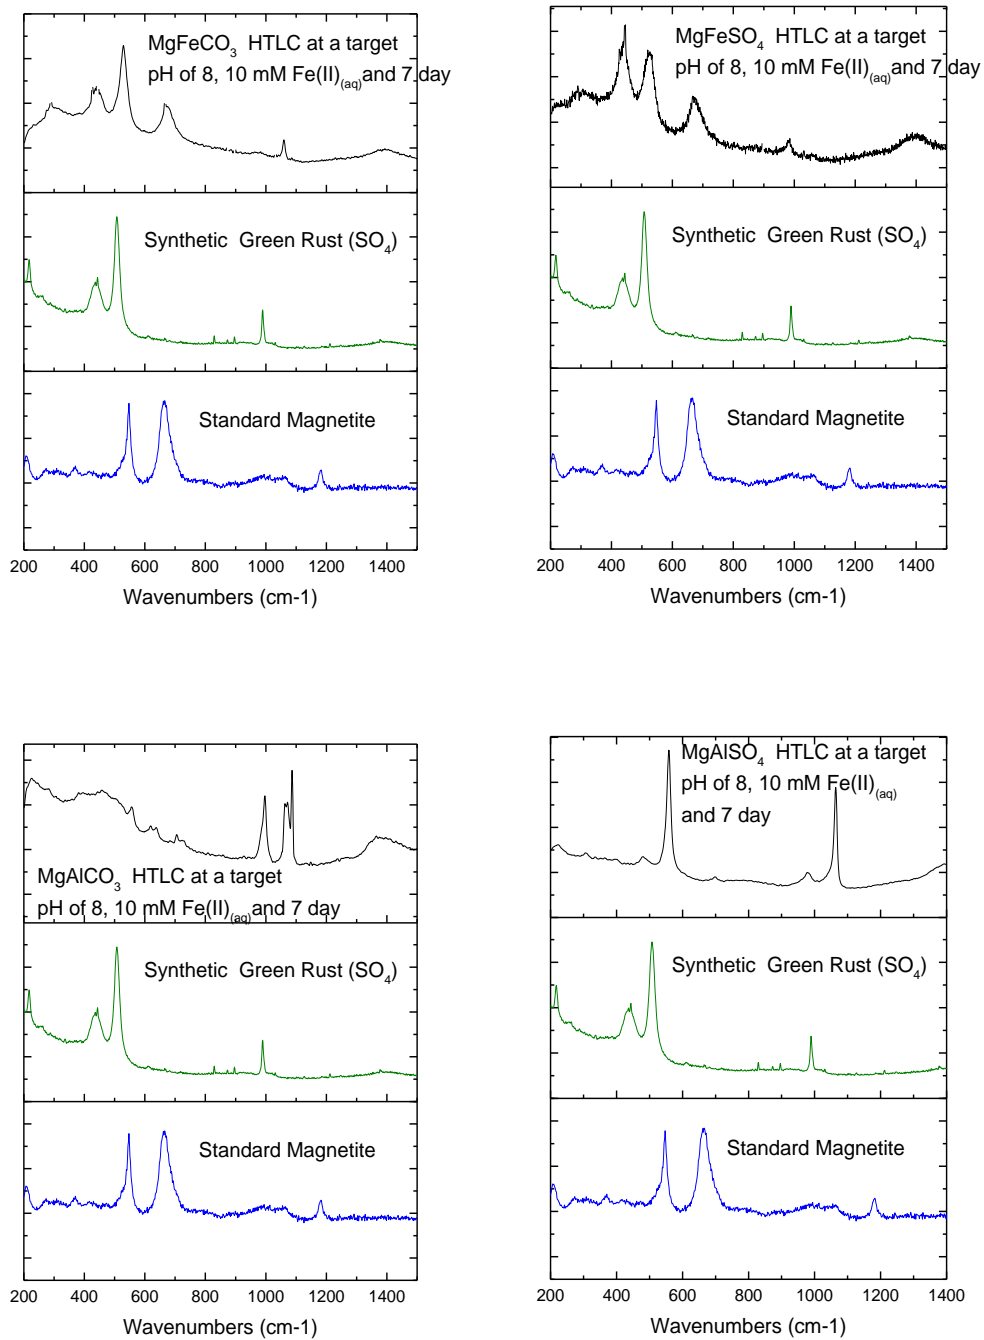 MgFeCO3 HTLC at a target
pH of 8, 10 mM Fe(II)(aq) and 7 day
Synthetic Green Rust (SO4)
Standard Magnetite
200 400 600 800 1000 1200 1400
Wavenumbers (cm-1)
MgFeSO4 HTLC at a target
pH of 8, 10 mM Fe(II)(aq) and 7 day
Synthetic Green Rust (SO4)
Standard Magnetite
200 400 600 800 1000 1200 1400
Wavenumbers (cm-1)
MgAlCO3 HTLC at a target
pH of 8, 10 mM Fe(II)(aq) and 7 day
Synthetic Green Rust (SO4)
Standard Magnetite
200 400 600 800 1000 1200 1400
Wavenumbers (cm-1)
MgAlSO4 HTLC at a target
pH of 8, 10 mM Fe(II)(aq)
and 7 day
Synthetic Green Rust (SO4)
Standard Magnetite
200 400 600 800 1000 1200 1400
Wavenumbers (cm-1)